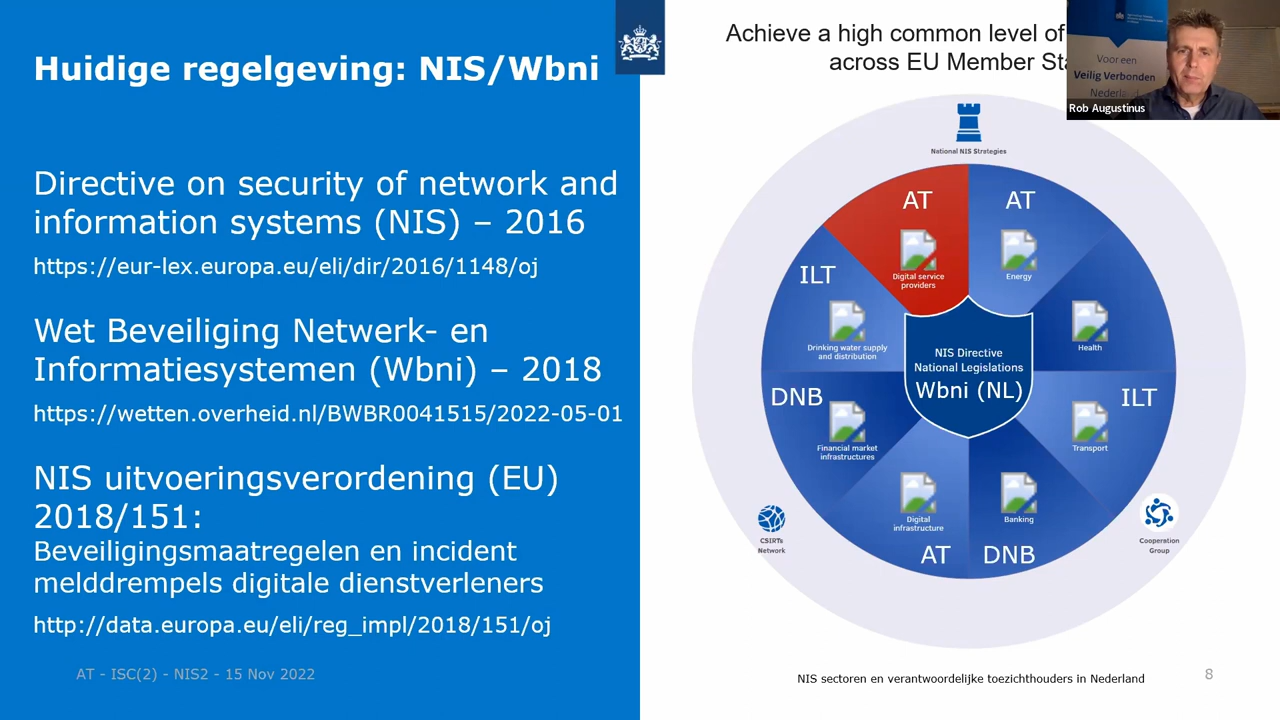 Huidige regelgeving: NIS/Wbni
Directive on security of network and
information systems (NIS) – 2016
https://eur-lex.europa.eu/eli/dir/2016/1148/oj
Wet Beveiliging Netwerk- en
Informatiesystemen (Wbni) – 2018
https://wetten.overheid.nl/BWBR0041515/2022-05-01
NIS uitvoeringsverordening (EU)
2018/151:
Beveiligingsmaatregelen en incident
melddrempels digitale dienstverleners
http://data.europa.eu/eli/reg_impl/2018/151/oj
AT - ISC(2) - NIS2 - 15 Nov 2022
Achieve a high common level of
across EU Member
Voor een
Veilig Verbonden
Nederland
Rob Augustinus
National NIS Strategies
AT
Digital service
providers
AT
Energy
Health
ILT
Transport
DNB
Banking
AT
Digital
infrastructure
DNB
Financial market
infrastructures
ILT
Drinking water supply
and distribution
NIS Directive
National Legislations
Wbni (NL)
CSIRTs
Network
Cooperation
Group
NIS sectoren en verantwoordelijke toezichthouders in Nederland
8